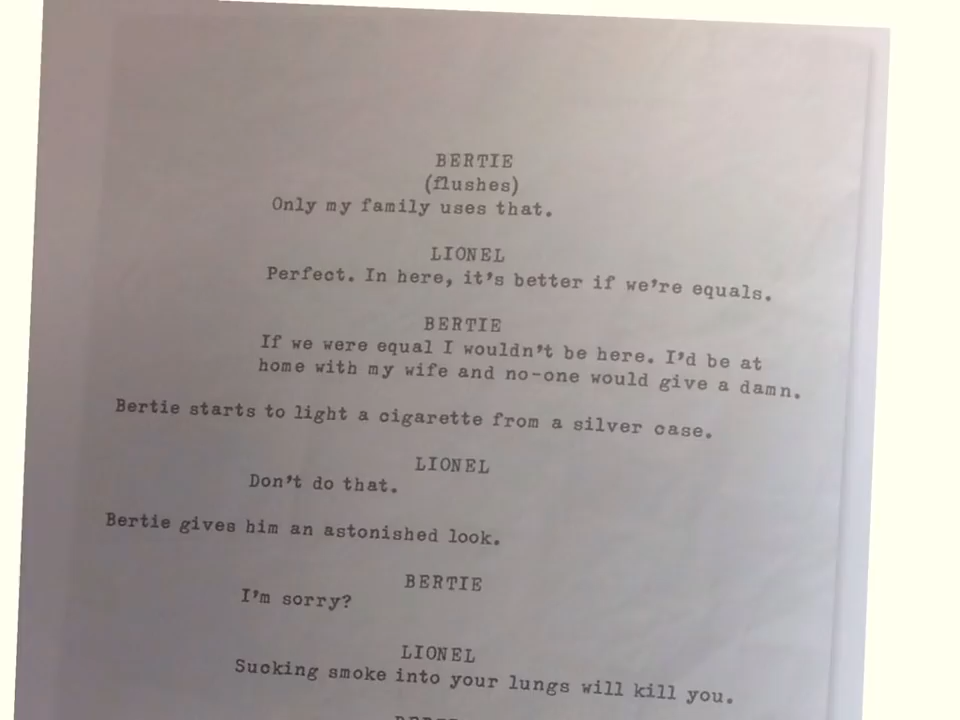 BERTIE
(flushes)
Only my family uses that.
LIONEL
Perfect. In here, it's better if we're equals.
BERTIE
If we were equal I wouldn't be here. I'd be at
home with my wife and no-one would give a damn.
Bertie starts to light a cigarette from a silver case.
LIONEL
Don't do that.
Bertie gives him an astonished look.
BERTIE
I'm sorry?
LIONEL
Sucking smoke into your lungs will kill you.